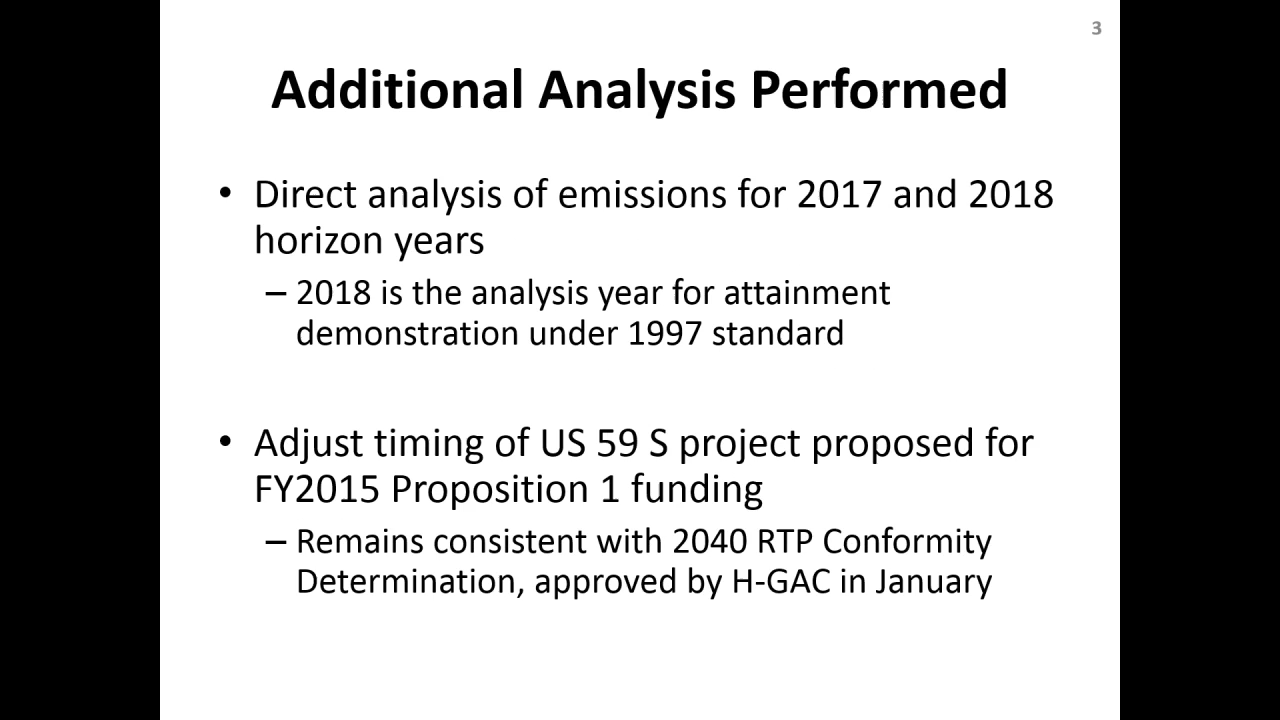 3
Additional Analysis Performed
• Direct analysis of emissions for 2017 and 2018
horizon years
– 2018 is the analysis year for attainment
demonstration under 1997 standard
• Adjust timing of US 59 S project proposed for
FY2015 Proposition 1 funding
– Remains consistent with 2040 RTP Conformity
Determination, approved by H-GAC in January